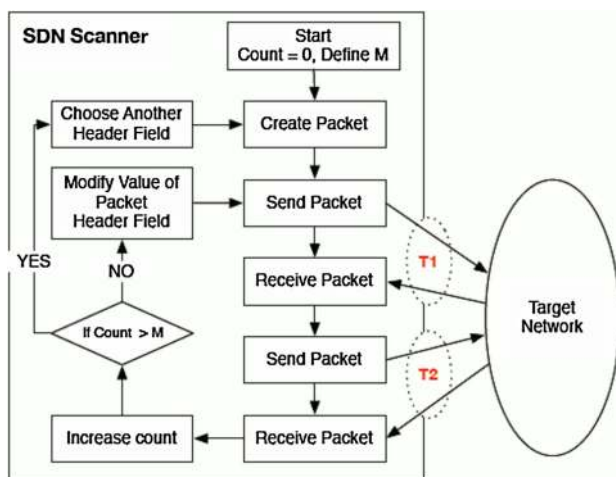 SDN Scanner
Start
Count = 0, Define M
Choose Another
Header Field
Create Packet
Modify Value of
Packet
Header Field
Send Packet
YES
NO
T1
Receive Packet
Target
Network
If Count > M
Send Packet
T2
Increase count
Receive Packet